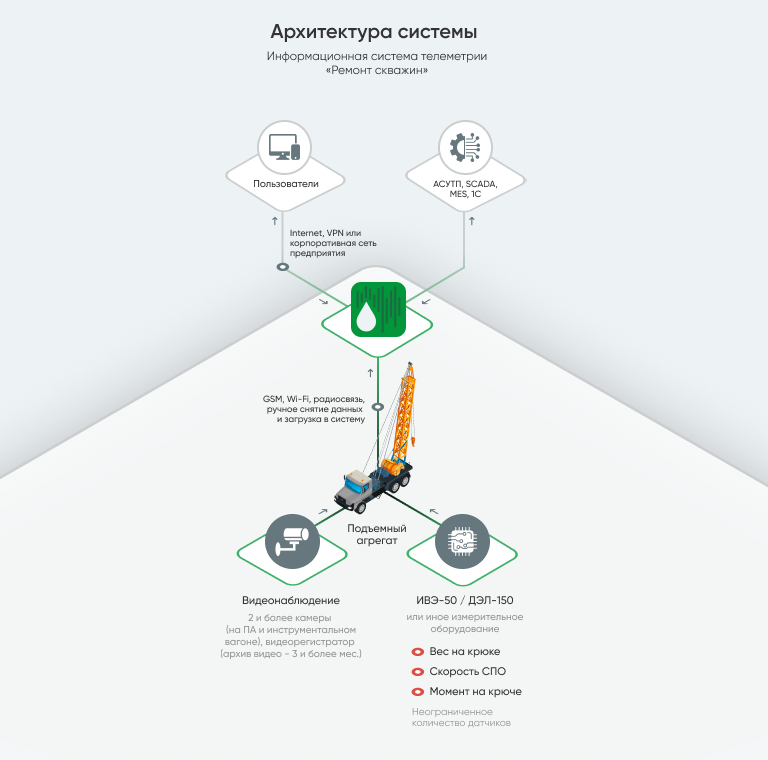 Архитектура системы
Информационная система телеметрии
«Ремонт скважин»
Пользователи
АСУТП, SCADA,
MES, 1С
Internet, VPN или
корпоративная сеть
предприятия
GSM, Wi-Fi, радиосвязь,
ручное снятие данных
и загрузка в систему
Подъемный
агрегат
Видеонаблюдение
2 и более камеры
(на ПА и инструментальном
вагоне), видеорегистратор
(архив видео - 3 и более мес.)
ИВЭ-50 / ДЭЛ-150
или иное измерительное
оборудование
Вес на крюке
Скорость СПО
Момент на крюче
Неограниченное
количество датчиков